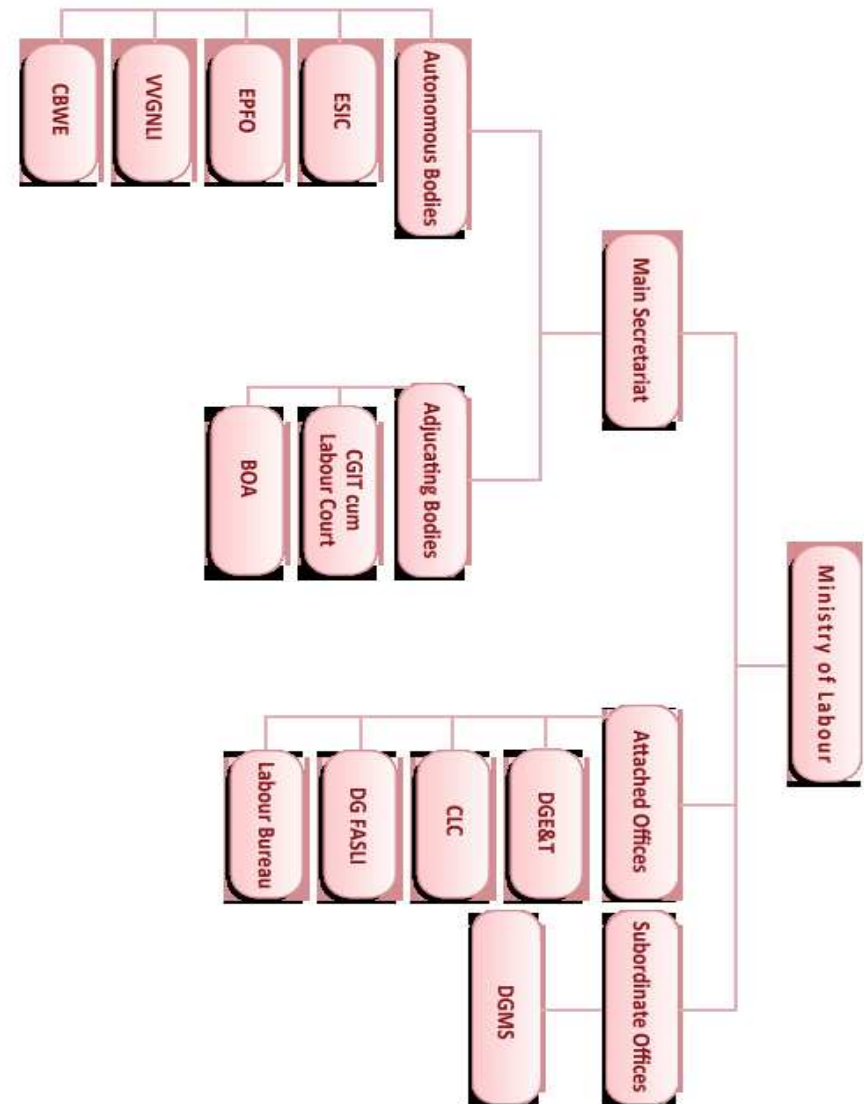 Ministry of Labour
Main Secretariat
Attached Offices
Subordinate Offices
Autonomous Bodies
Adjucating Bodies
ESIC
EPFO
VVGNLI
CBWE
CGIT cum
Labour Court
BOA
DGE&T
CLC
DG FASLI
Labour Bureau
DGMS